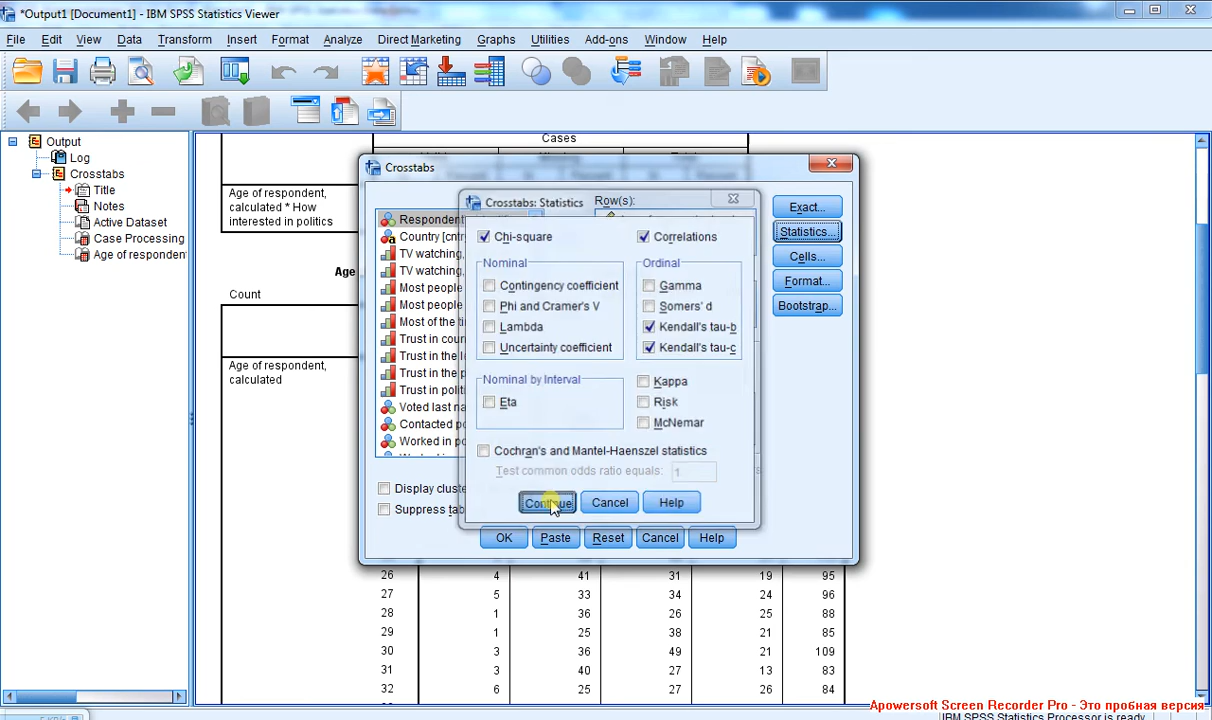 *Output1 [Document1] - IBM SPSS Statistics Viewer
File Edit View Data Transform Insert Format Analyze Direct Marketing Graphs Utilities Add-ons Window Help
Output
Log
Crosstabs
Title
Notes
Active Dataset
Case Processing
Age of responden
Cases
Age of respondent,
calculated * How
interested in politics
Age
Count
Age of respondent,
calculated
Crosstabs
Row(s):
Respondent
Country [cntr
TV watching,
TV watching,
Most people
Most people
Most of the ti
Trust in coun
Trust in the l
Trust in the p
Trust in polit
Voted last na
Contacted po
Worked in po
Display cluste
Suppress tab
Exact...
Statistics...
Cells...
Format...
Bootstrap...
OK Paste Reset Cancel Help
Crosstabs: Statistics
Chi-square Correlations
Nominal
Contingency coefficient
Phi and Cramer's V
Lambda
Uncertainty coefficient
Ordinal
Gamma
Somers' d
Kendall's tau-b
Kendall's tau-c
Nominal by Interval
Eta
Kappa
Risk
McNemar
Cochran's and Mantel-Haenszel statistics
Test common odds ratio equals: 1
Continue Cancel Help
26 4 41 31 19 95
27 5 33 34 24 96
28 1 36 26 25 88
29 1 25 38 21 85
30 3 36 49 21 109
31 3 40 27 13 83
32 6 25 27 26 84
Apowersoft Screen Recorder Pro - Это пробная версия
IBM SPSS Statistics Processor is ready